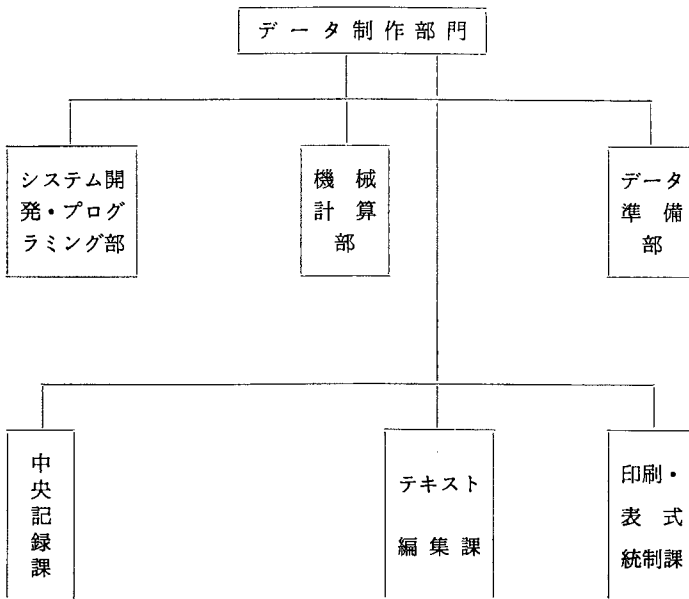 データ制作部門
システム開
発・プログ
ラミング部
機械
計算
部
データ
準備
部
中央記録課
テキスト
編集課
印刷・
表式
統制課